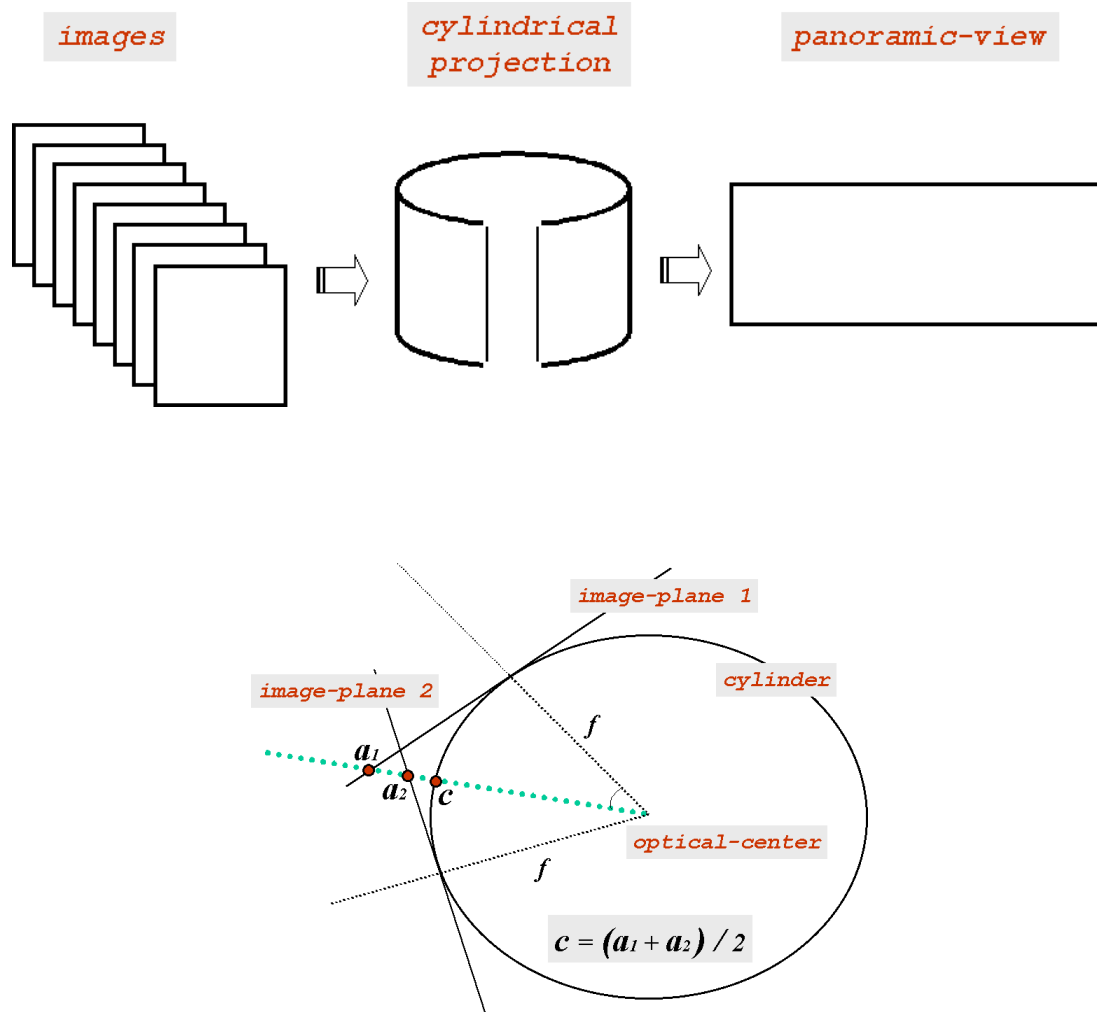 images
cylindrical
projection
panoramic-view
image-plane 1
image-plane 2
cylinder
f
a1
a2
c
optical-center
f
c = (a1 + a2) / 2